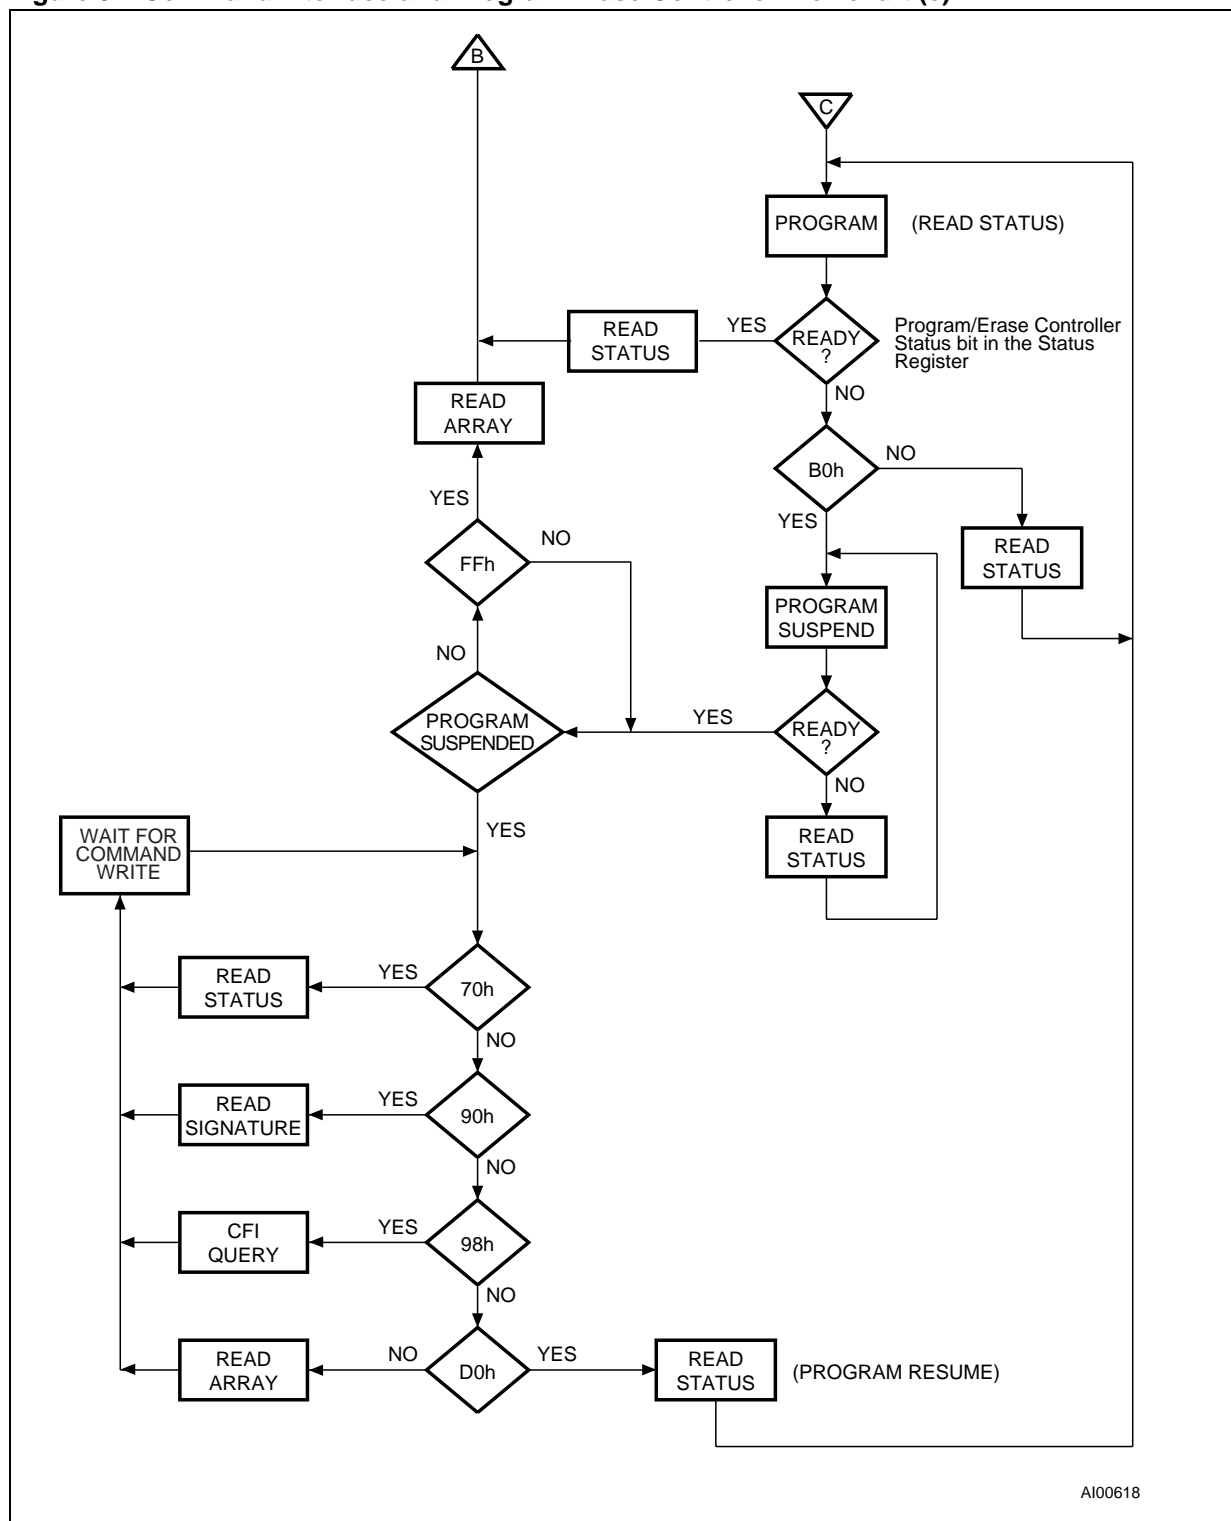 B
C
PROGRAM
(READ STATUS)
READ
STATUS
YES
READY
?
Program/Erase Controller
Status bit in the Status
Register
NO
READ
ARRAY
B0h
NO
YES
YES
FFh
NO
READ
STATUS
PROGRAM
SUSPEND
NO
PROGRAM
SUSPENDED
YES
READY
?
NO
YES
WAIT FOR
COMMAND
WRITE
READ
STATUS
READ
STATUS
YES
70h
NO
READ
SIGNATURE
YES
90h
NO
CFI
QUERY
YES
98h
NO
READ
ARRAY
NO
D0h
YES
READ
STATUS
(PROGRAM RESUME)
AI00618